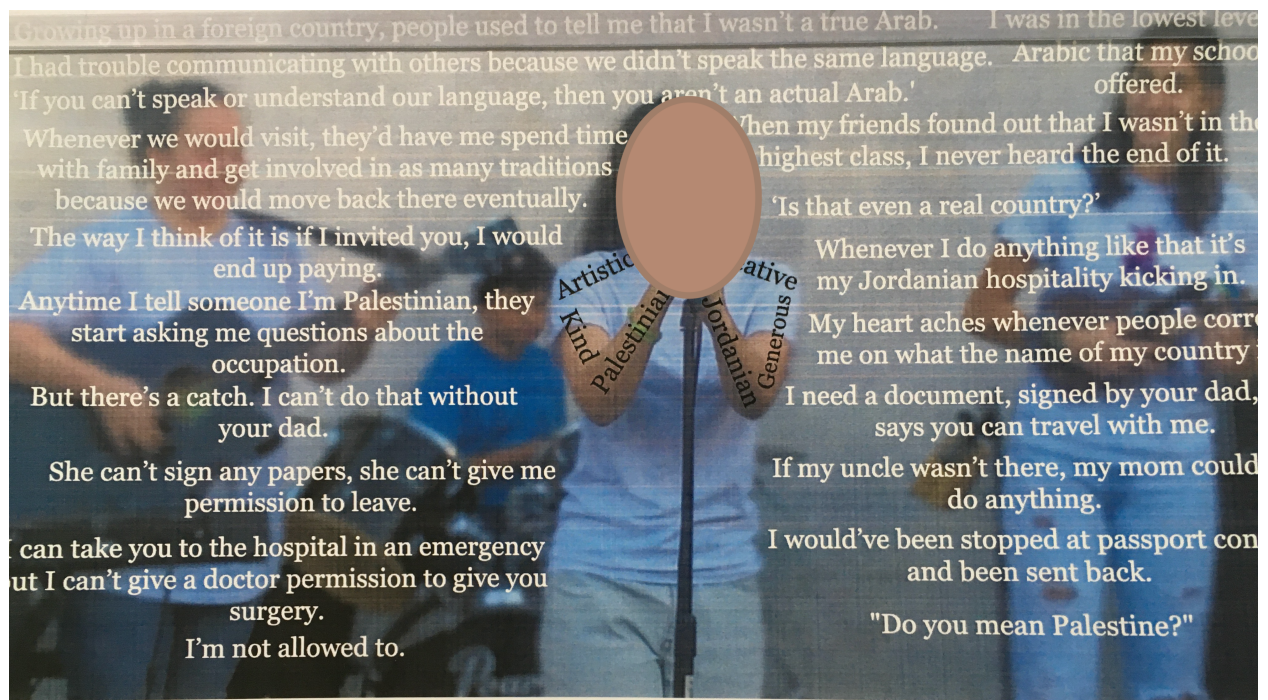 Growing up in a foreign country, people used to tell me that I wasn't a true Arab.
I had trouble communicating with others because we didn't speak the same language.
'If you can't speak or understand our language, then you aren't an actual Arab.'
Whenever we would visit, they'd have me spend time
with family and get involved in as many traditions
because we would move back there eventually.
The way I think of it is if I invited you, I would
end up paying.
Anytime I tell someone I'm Palestinian, they
start asking me questions about the
occupation.
But there's a catch. I can't do that without
your dad.
She can't sign any papers, she can't give me
permission to leave.
I can take you to the hospital in an emergency
but I can't give a doctor permission to give you
surgery.
I'm not allowed to.
Artistic
Kind
Palestinian
Jordanian
Generous
I was in the lowest
Arabic that my
offered.
When my friends found out that I wasn't in the
highest class, I never heard the end of it.
'Is that even a real country?'
Whenever I do anything like that it's
my Jordanian hospitality kicking in.
My heart aches whenever people
me on what the name of my country
I need a document, signed by your dad,
says you can travel with me.
If my uncle wasn't there, my mom
do anything.
I would've been stopped at passport
and been sent back.
"Do you mean Palestine?"